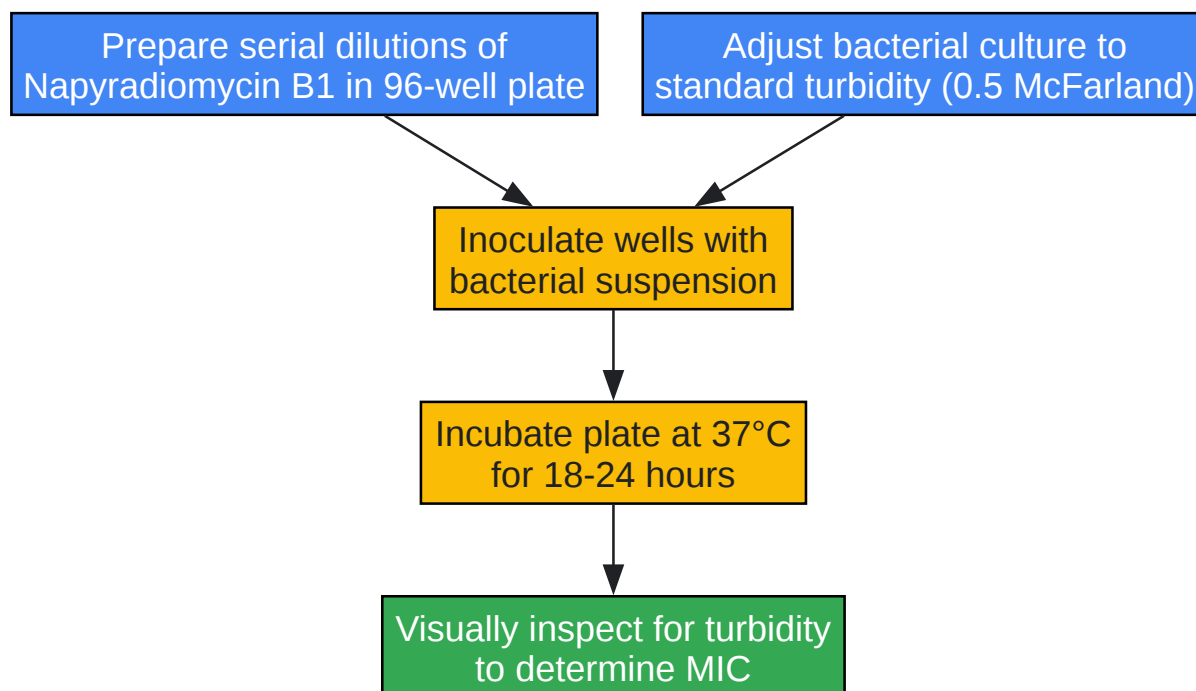 Prepare serial dilutions of
Napyradiomycin B1 in 96-well plate
Adjust bacterial culture to
standard turbidity (0.5 McFarland)
Inoculate wells with
bacterial suspension
Incubate plate at 37°C
for 18-24 hours
Visually inspect for turbidity
to determine MIC